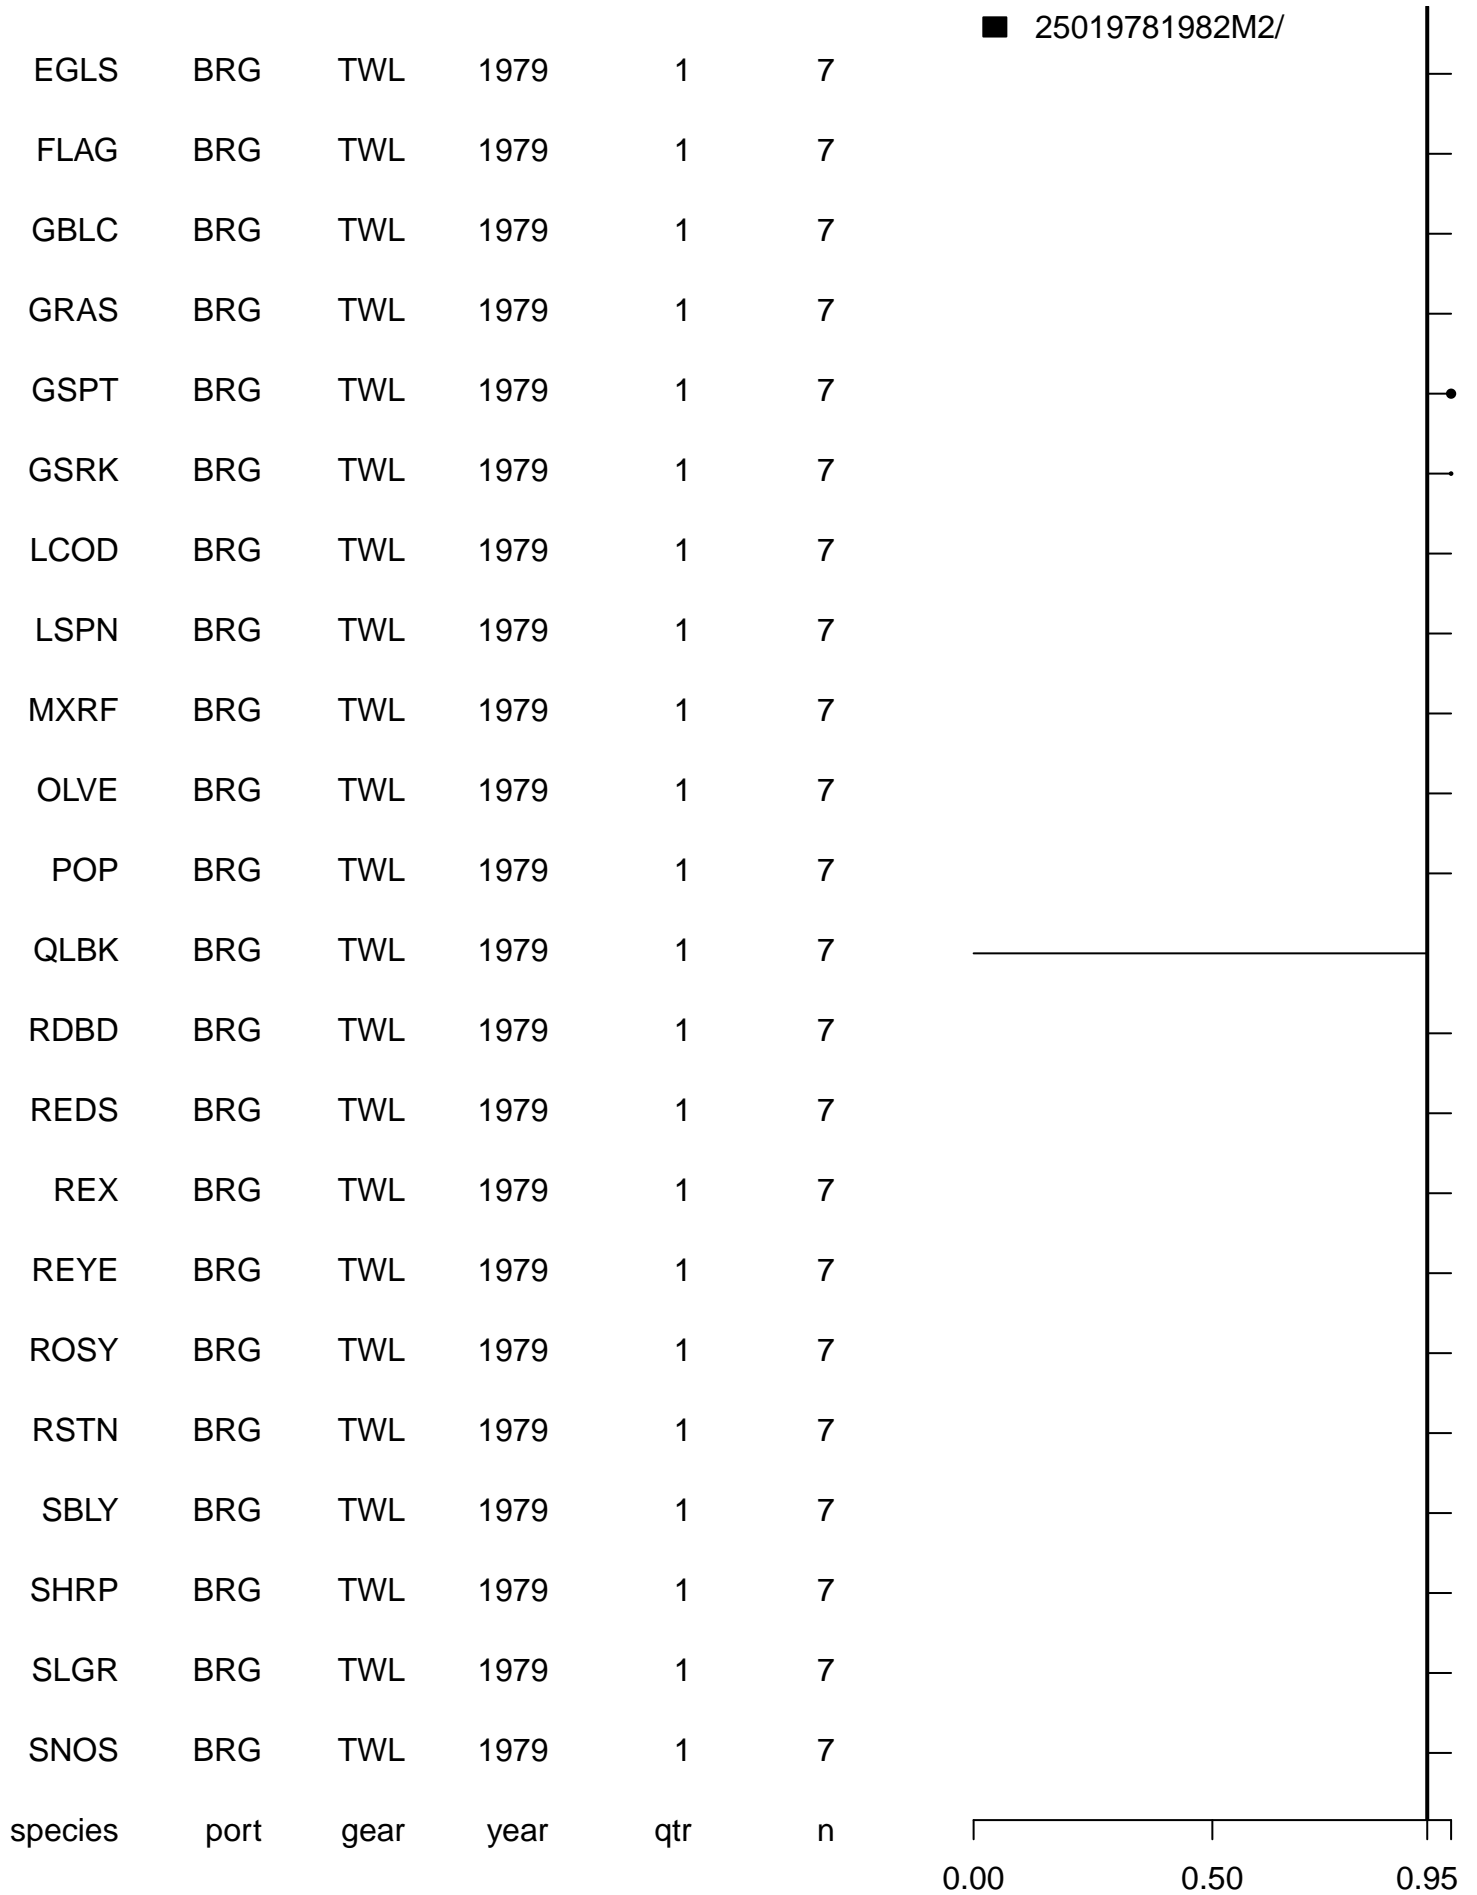 25019781982M2/
EGLS BRG TWL 1979 1 7
FLAG BRG TWL 1979 1 7
GBLC BRG TWL 1979 1 7
GRAS BRG TWL 1979 1 7
GSPT BRG TWL 1979 1 7
GSRK BRG TWL 1979 1 7
LCOD BRG TWL 1979 1 7
LSPN BRG TWL 1979 1 7
MXRF BRG TWL 1979 1 7
OLVE BRG TWL 1979 1 7
POP BRG TWL 1979 1 7
QLBK BRG TWL 1979 1 7
RDBD BRG TWL 1979 1 7
REDS BRG TWL 1979 1 7
REX BRG TWL 1979 1 7
REYE BRG TWL 1979 1 7
ROSY BRG TWL 1979 1 7
RSTN BRG TWL 1979 1 7
SBLY BRG TWL 1979 1 7
SHRP BRG TWL 1979 1 7
SLGR BRG TWL 1979 1 7
SNOS BRG TWL 1979 1 7
species port gear year qtr n
0.00 0.50 0.95